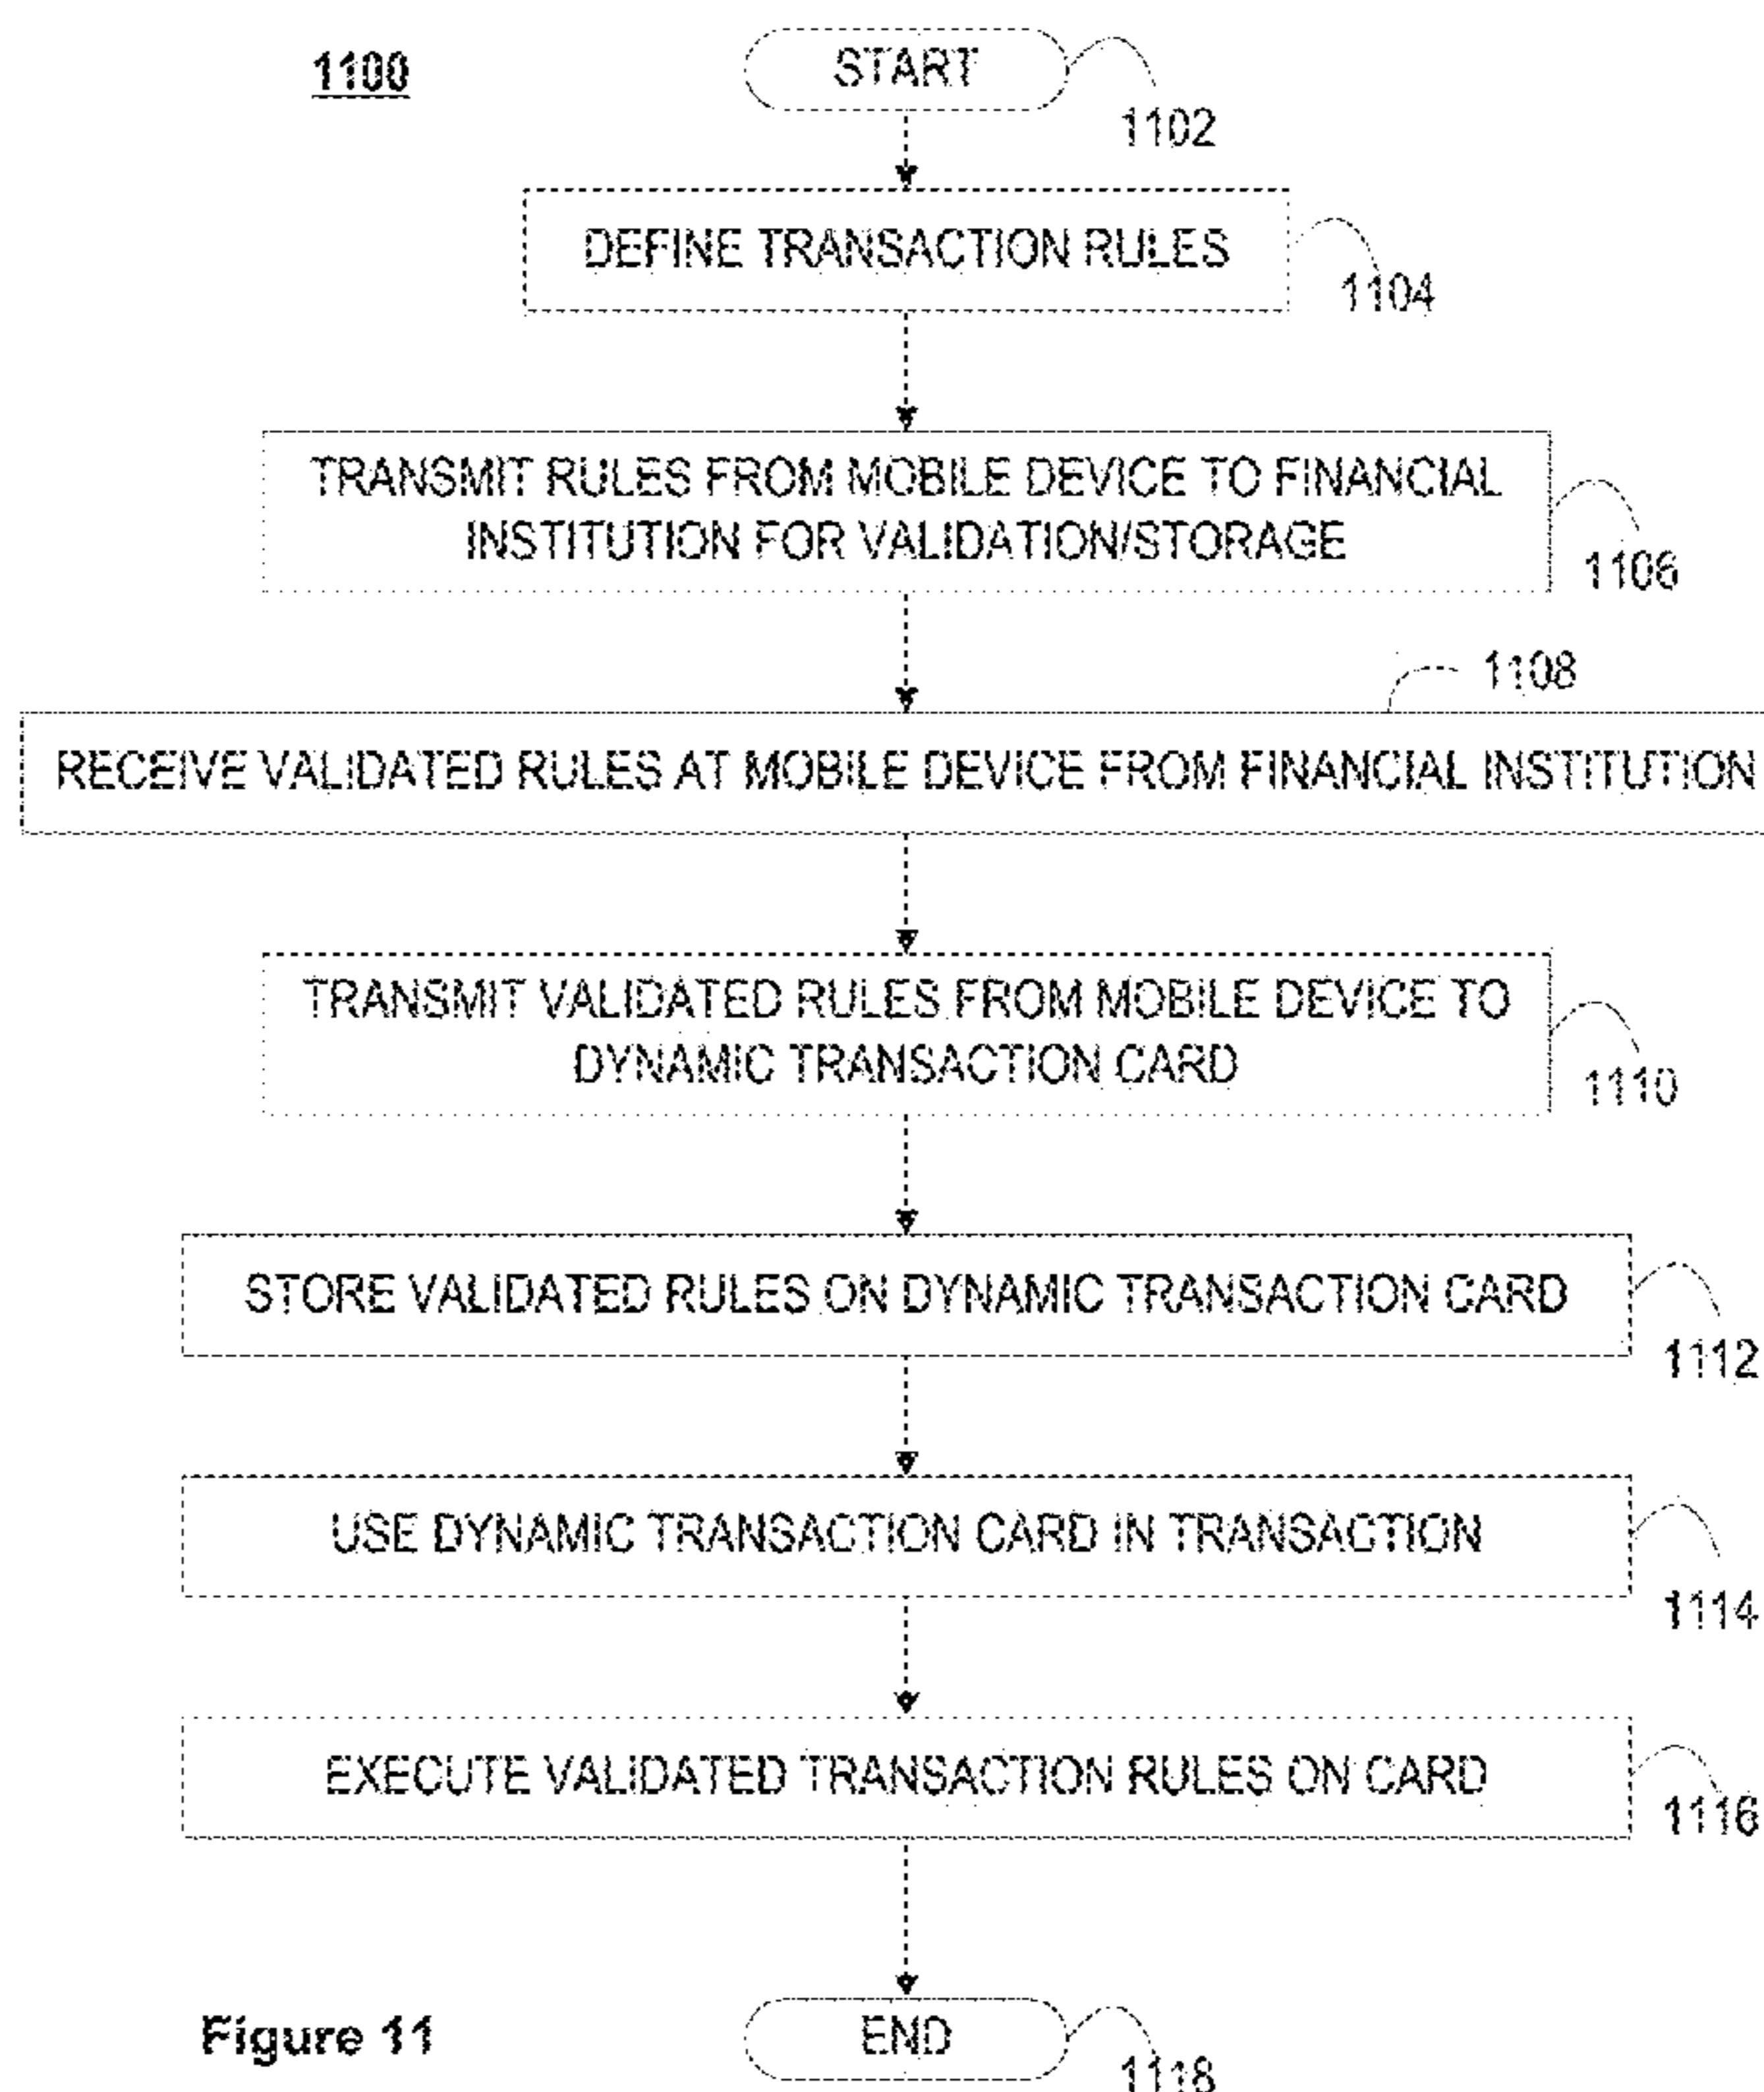 1100
START
1102
DEFINE TRANSACTION RULES
1104
TRANSMIT RULES FROM MOBILE DEVICE TO FINANCIAL
INSTITUTION FOR VALIDATION/STORAGE
1106
1108
RECEIVE VALIDATED RULES AT MOBILE DEVICE FROM FINANCIAL INSTITUTION
TRANSMIT VALIDATED RULES FROM MOBILE DEVICE TO
DYNAMIC TRANSACTION CARD
1110
STORE VALIDATED RULES ON DYNAMIC TRANSACTION CARD
1112
USE DYNAMIC TRANSACTION CARD IN TRANSACTION
1114
EXECUTE VALIDATED TRANSACTION RULES ON CARD
1116
Figure 11
END
1118